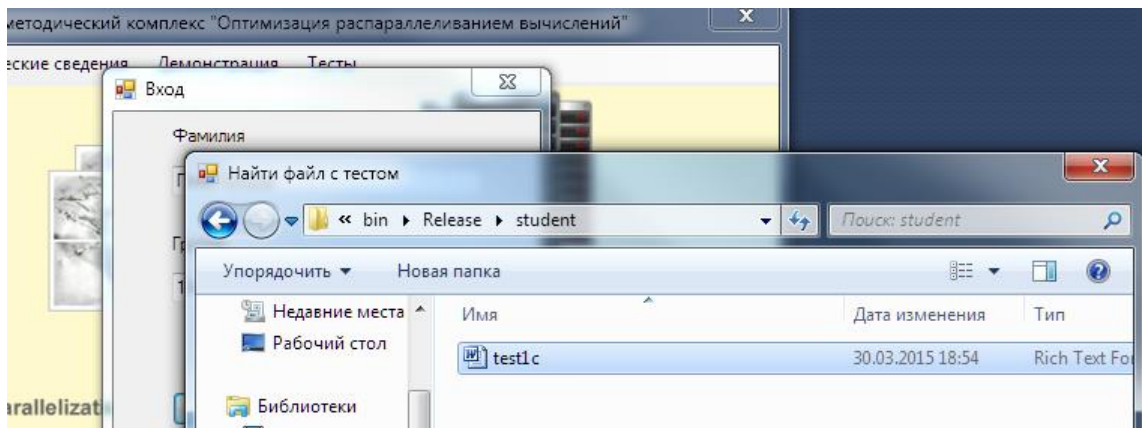 методический комплекс "Оптимизация распараллеливанием вычислений"
еские сведения Демонстрация Тесты
Вход
Фамилия
Найти файл с тестом
« bin Release student
Поиск: student
Упорядочить Новая папка
Недавние места
Имя Дата изменения Тип
Рабочий стол
test1c 30.03.2015 18:54 Rich Text For
Библиотеки
arallelizat